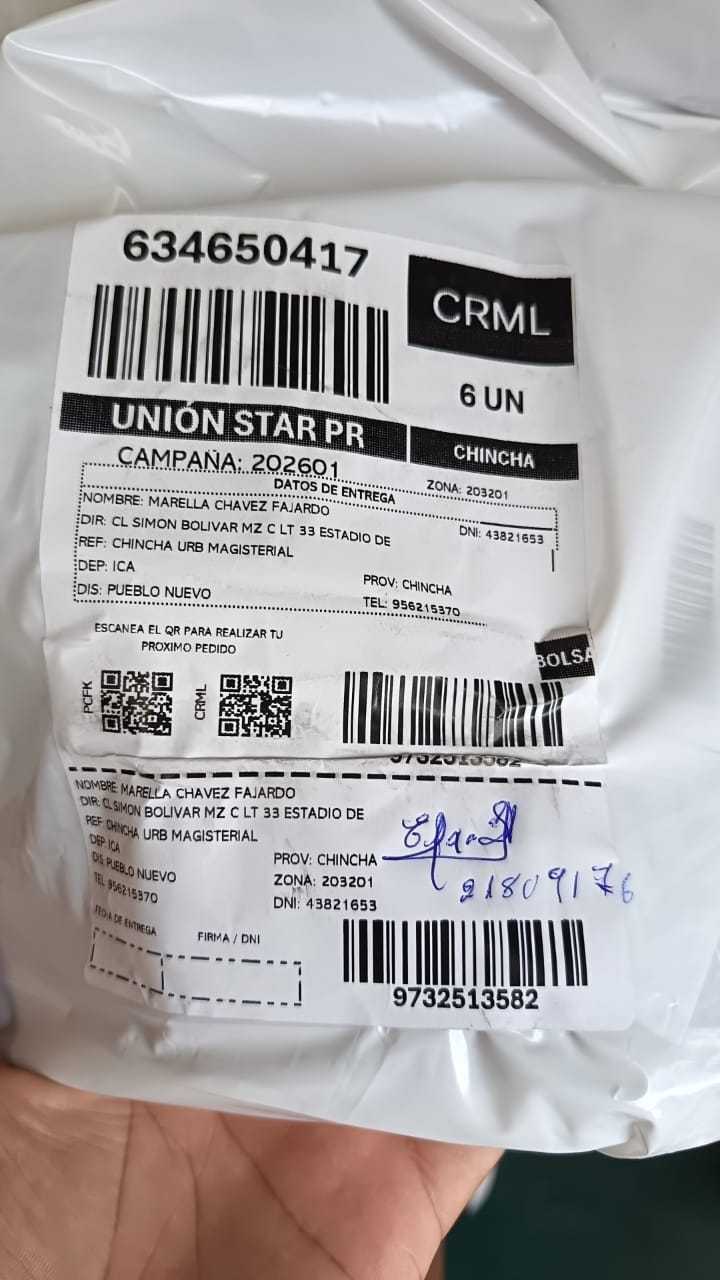 634650417
CRML
6 UN
UNIÓN STAR PR
CHINCHA
CAMPAÑA: 202601
ZONA: 203201
DATOS DE ENTREGA
NOMBRE: MARELLA CHAVEZ FAJARDO
DNI: 43821653
DIR: CL SIMON BOLIVAR MZ C LT 33 ESTADIO DE
REF: CHINCHA URB MAGISTERIAL
DEP: ICA
PROV: CHINCHA
DIS: PUEBLO NUEVO
TEL: 956215370
ESCANEA EL QR PARA REALIZAR TU
PROXIMO PEDIDO
BOLSA
PCFK
CRML
9732513582
NOMBRE MARELLA CHAVEZ FAJARDO
DIR: CL SIMON BOLIVAR MZ C LT 33 ESTADIO DE
REF: CHINCHA URB MAGISTERIAL
DEP ICA
PROV: CHINCHA
DIS: PUEBLO NUEVO
ZONA: 203201
TEL 956215370
DNI: 43821653
21809176
FECHA DE ENTREGA
FIRMA / DNI
9732513582